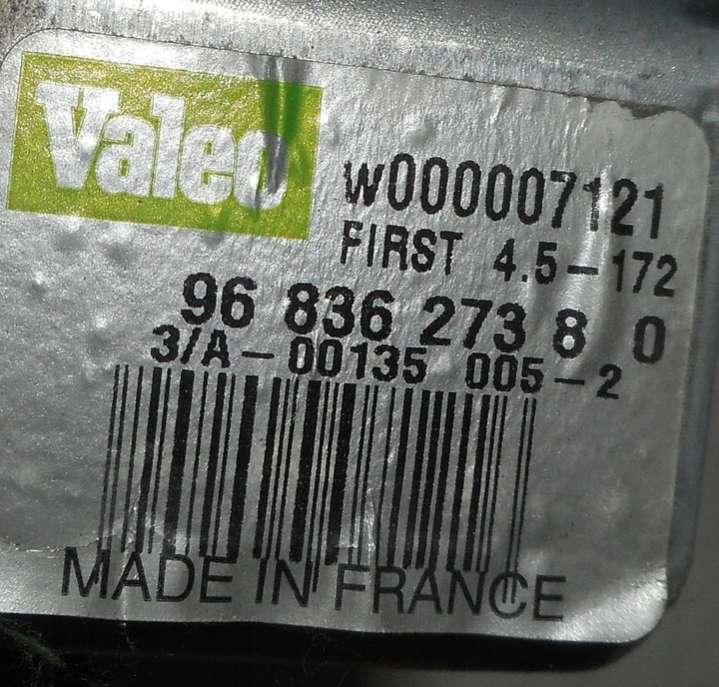 Valeo
W000007121
FIRST 4.5-172
96 836 273 8 0
3/A-00135 005-2
MADE IN FRANCE